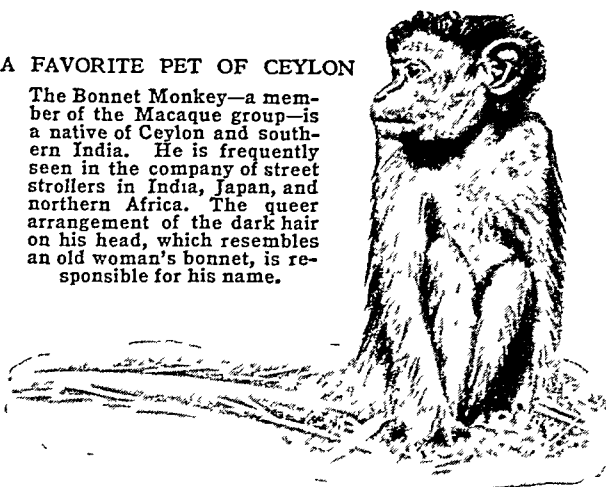 A FAVORITE PET OF CEYLON
The Bonnet Monkey—a mem-
ber of the Macaque group—is
a native of Ceylon and south-
ern India. He is frequently
seen in the company of street
strollers in India, Japan, and
northern Africa. The queer
arrangement of the dark hair
on his head, which resembles
an old woman's bonnet, is re-
sponsible for his name.